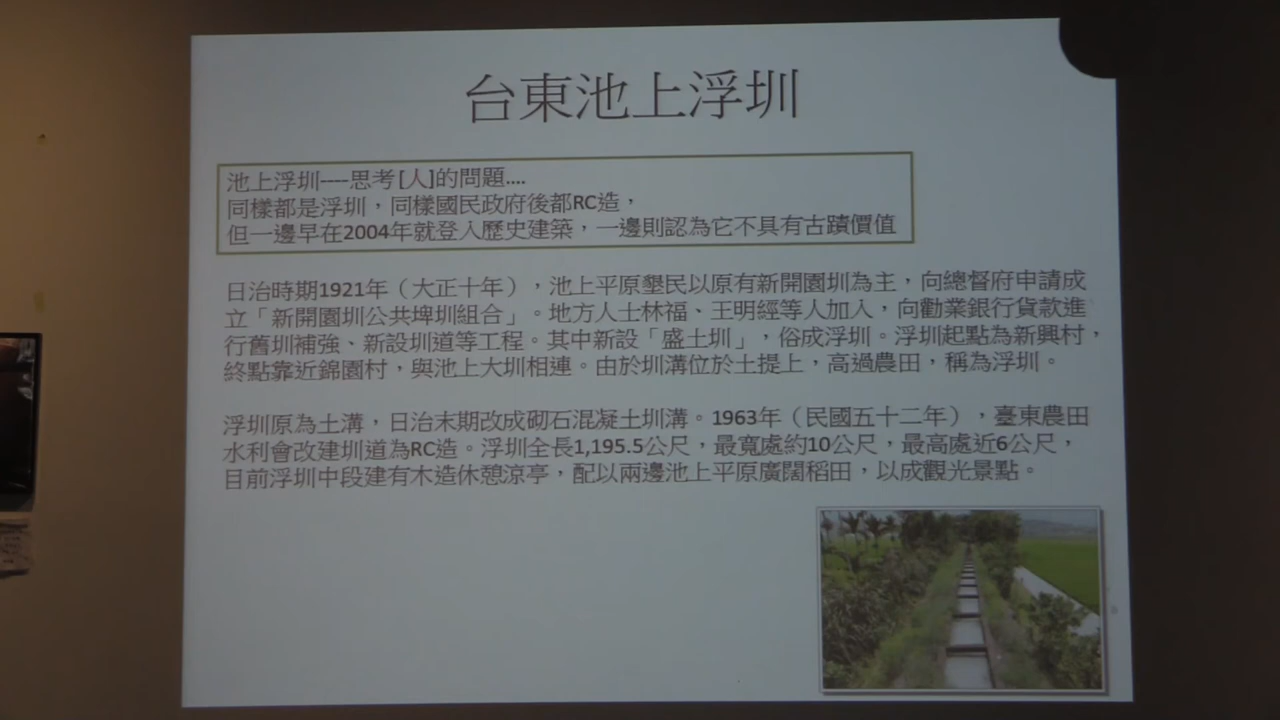 台東池上浮圳
池上浮圳----思考[人]的問題....
同樣都是浮圳，同樣國民政府後都RC造，
但一邊早在2004年就登入歷史建築，一邊則認為它不具有古蹟價值
日治時期1921年（大正十年），池上平原墾民以原有新開園圳為主，向總督府申請成
立「新開園圳公共埤圳組合」。地方人士林福、王明經等人加入，向勸業銀行貨款進
行舊圳補強、新設圳道等工程。其中新設「盛土圳」，俗成浮圳。浮圳起點為新興村，
終點靠近錦園村，與池上大圳相連。由於圳溝位於土提上，高過農田，稱為浮圳。
浮圳原為土溝，日治末期改成砌石混凝土圳溝。1963年（民國五十二年），臺東農田
水利會改建圳道為RC造。浮圳全長1,195.5公尺，最寬處約10公尺，最高處近6公尺，
目前浮圳中段建有木造休憩涼亭，配以兩邊池上平原廣闊稻田，以成觀光景點。